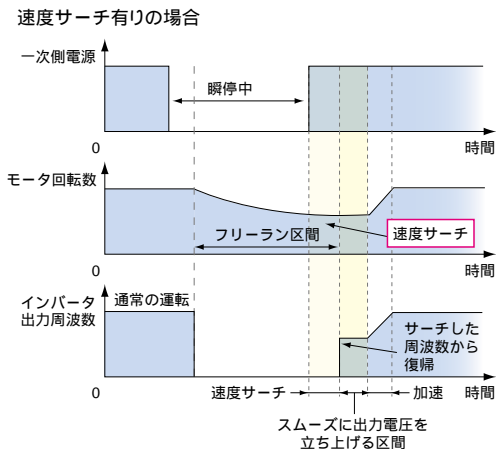 速度サーチ有りの場合
一次側電源
瞬停中
0
時間
モータ回転数
フリーラン区間
速度サーチ
0
時間
インバータ
出力周波数
通常の運転
サーチした
周波数から
復帰
0
速度サーチ
加速
時間
スムーズに出力電圧を
立ち上げる区間